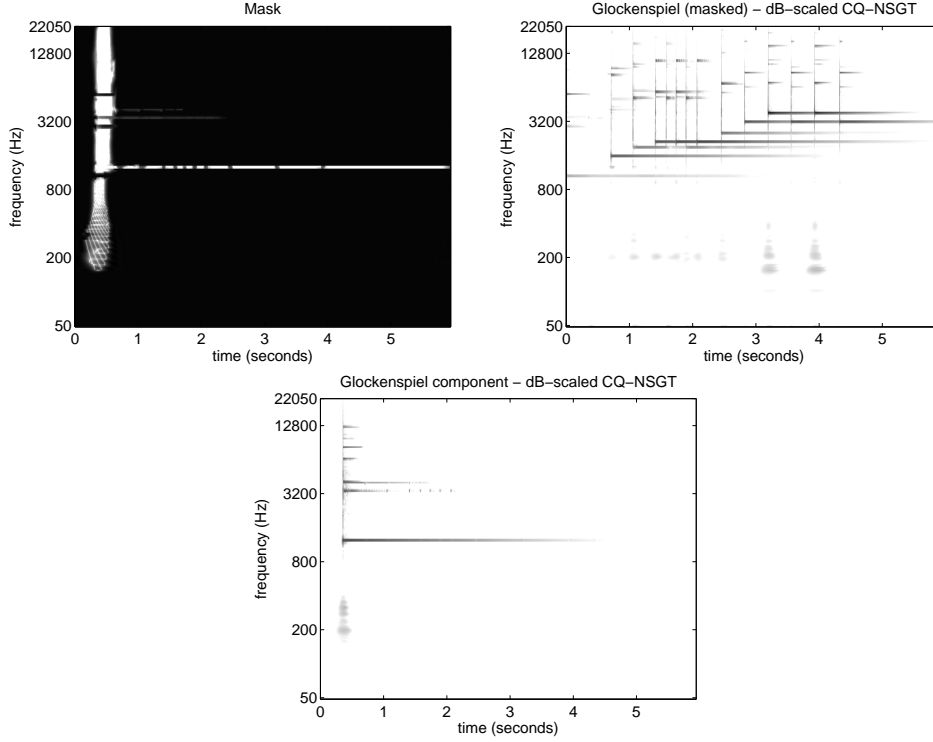 Mask
22050
12800
3200
800
200
50
frequency (Hz)
0 1 2 3 4 5
time (seconds)
Glockenspiel (masked) − dB−scaled CQ−NSGT
22050
12800
3200
800
200
50
frequency (Hz)
0 1 2 3 4 5
time (seconds)
Glockenspiel component − dB−scaled CQ−NSGT
22050
12800
3200
800
200
50
frequency (Hz)
0 1 2 3 4 5
time (seconds)